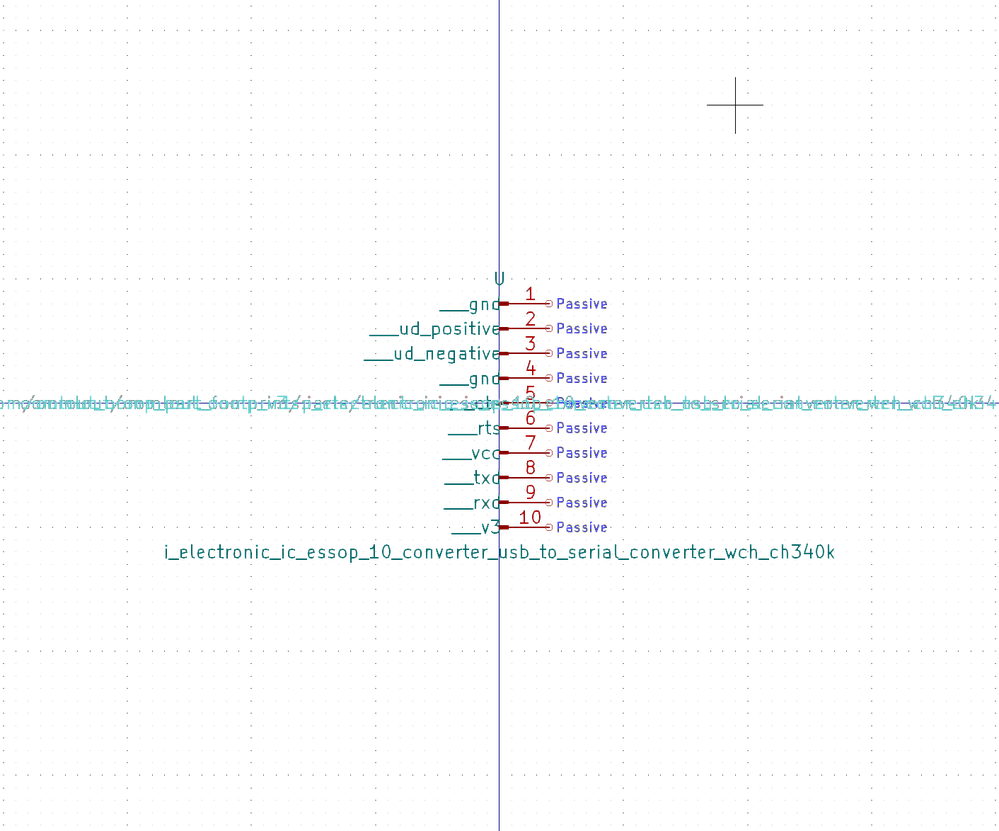 U
___gnd 1 Passive
___ud_positive 2 Passive
___ud_negative 3 Passive
___gnd 4 Passive
5
___rts 6 Passive
___vcc 7 Passive
___txd 8 Passive
___rxd 9 Passive
___v3 10 Passive
i_electronic_ic_essop_10_converter_usb_to_serial_converter_wch_ch340k